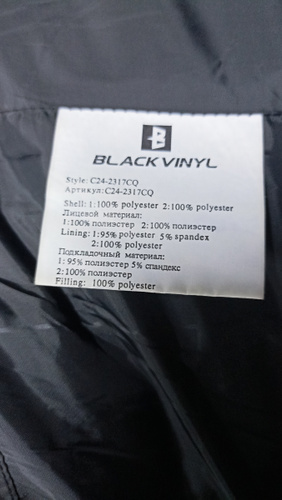 BLACKVINYL
Style: C24-2317CQ
Артикул: C24-2317CQ
Shell: 1:100% polyester 2:100% polyester
Лицевой материал:
1:100% полиэстер 2:100% полиэстер
Lining: 1:95% polyester 5% spandex
2:100% polyester
Подкладочный материал:
1: 95% полиэстер 5% спандекс
2:100% полиэстер
Filling: 100% polyester